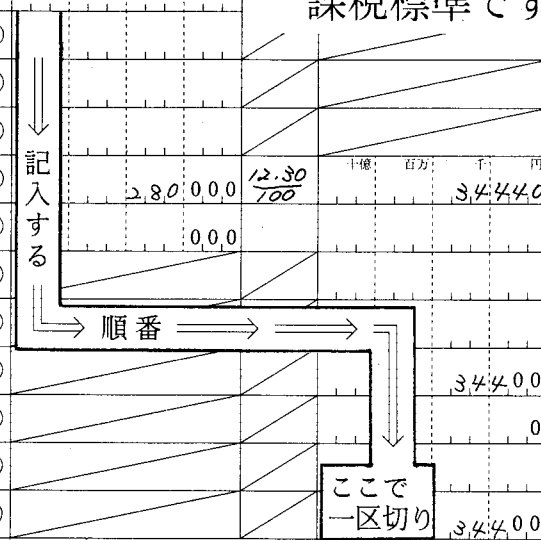 課税標準です
記入する
十億 百万 千 円
280000 12.30/100 34440
000
順番
34400
0
ここで
一区切り
34400